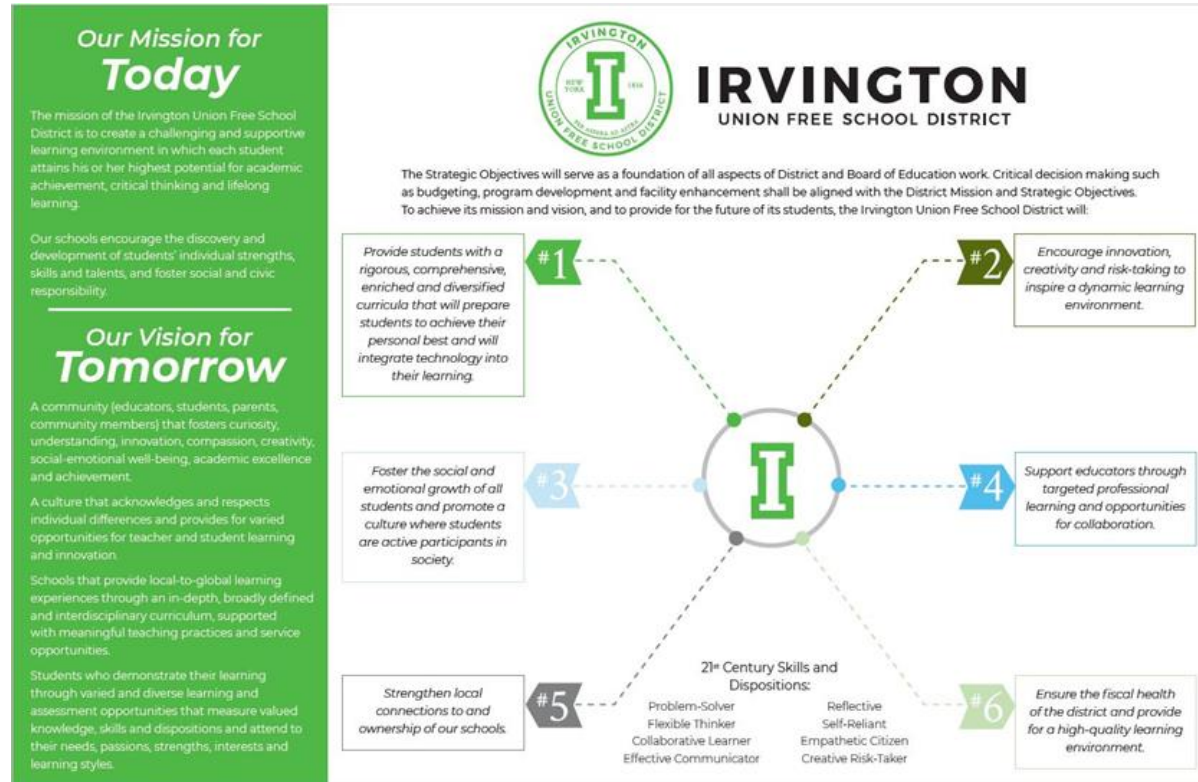 Our Mission for
Today
The mission of the Irvington Union Free School
District is to create a challenging and supportive
learning environment in which each student
attains his or her highest potential for academic
achievement, critical thinking and lifelong
learning.
Our schools encourage the discovery and
development of students' individual strengths,
skills and talents, and foster social and civic
responsibility.
Our Vision for
Tomorrow
A community (educators, students, parents,
community members) that fosters curiosity,
understanding, innovation, compassion, creativity,
social-emotional well-being, academic excellence
and achievement.
A culture that acknowledges and respects
individual differences and provides for varied
opportunities for teacher and student learning
and innovation.
Schools that provide local-to-global learning
experiences through an in-depth, broadly defined
and interdisciplinary curriculum, supported
with meaningful teaching practices and service
opportunities.
Students who demonstrate their learning
through varied and diverse learning and
assessment opportunities that measure valued
knowledge, skills and dispositions and attend to
their needs, passions, strengths, interests and
learning styles.
IRVINGTON
NEW
YORK
I
UNION FREE SCHOOL DISTRICT
IRVINGTON
UNION FREE SCHOOL DISTRICT
The Strategic Objectives will serve as a foundation of all aspects of District and Board of Education work. Critical decision making such
as budgeting, program development and facility enhancement shall be aligned with the District Mission and Strategic Objectives.
To achieve its mission and vision, and to provide for the future of its students, the Irvington Union Free School District will:
#1
Provide students with a
rigorous, comprehensive,
enriched and diversified
curricula that will prepare
students to achieve their
personal best and will
integrate technology into
their learning.
#2
Encourage innovation,
creativity and risk-taking to
inspire a dynamic learning
environment.
#3
Foster the social and
emotional growth of all
students and promote a
culture where students
are active participants in
society.
I
#4
Support educators through
targeted professional
learning and opportunities
for collaboration.
#5
Strengthen local
connections to and
ownership of our schools.
21st Century Skills and
Dispositions:
Problem-Solver
Flexible Thinker
Collaborative Learner
Effective Communicator
Reflective
Self-Reliant
Empathetic Citizen
Creative Risk-Taker
#6
Ensure the fiscal health
of the district and provide
for a high-quality learning
environment.